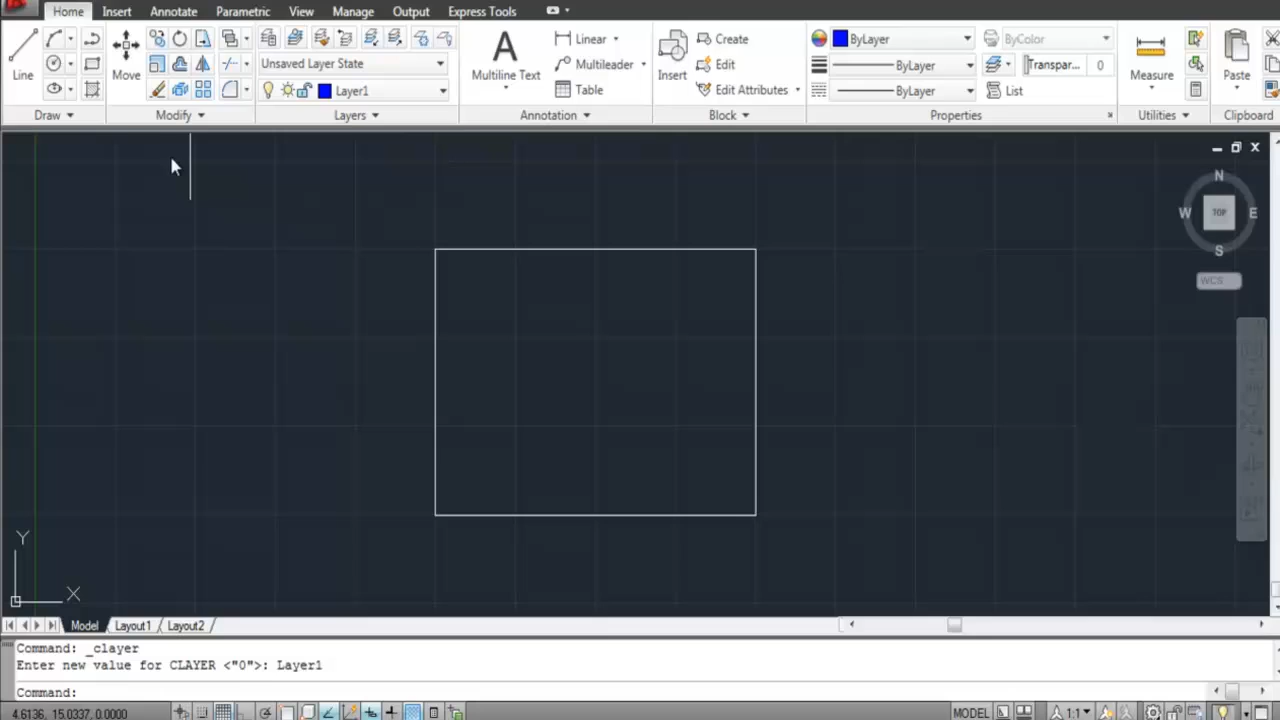 Home Insert Annotate Parametric View Manage Output Express Tools
Line
Move
Unsaved Layer State
Layer1
Multiline Text
Linear
Multileader
Table
Insert
Create
Edit
Edit Attributes
ByLayer
ByLayer
ByLayer
ByColor
Transpar... 0
List
Measure
Paste
Draw Modify Layers Annotation Block Properties Utilities Clipboard
N
W TOP E
S
WCS
Y
X
Model Layout1 Layout2
Command: _clayer
Enter new value for CLAYER <"0">: Layer1
Command:
4.6136, 15.0337, 0.0000
MODEL 1:1